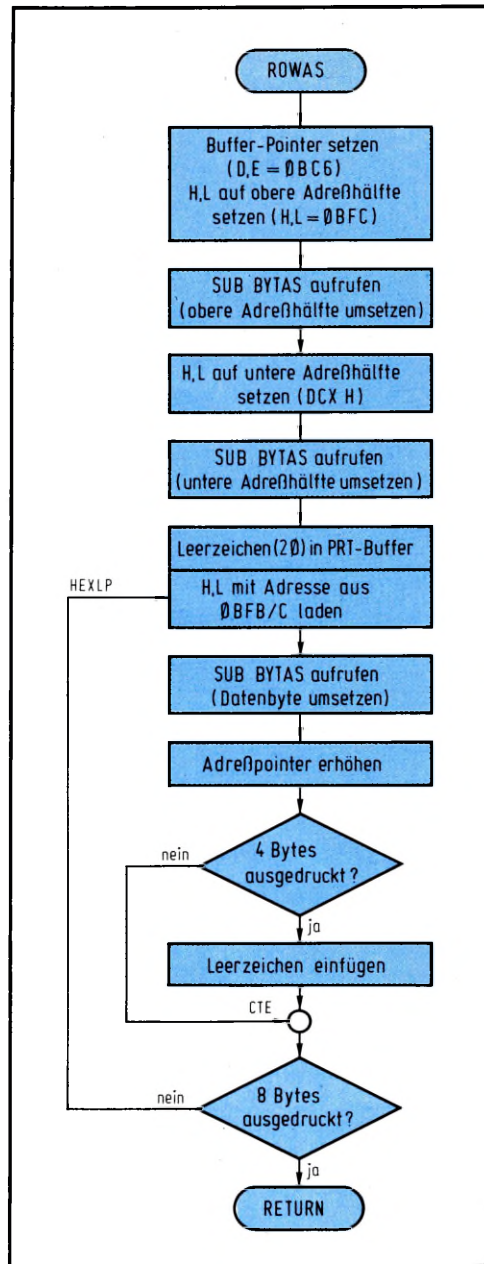 ROWAS
Buffer-Pointer setzen
(D,E = ØBC6)
H,L auf obere Adreßhälfte
setzen (H,L = ØBFC)
SUB BYTAS aufrufen
(obere Adreßhälfte umsetzen)
H,L auf untere Adreßhälfte
setzen (DCX H)
SUB BYTAS aufrufen
(untere Adreßhälfte umsetzen)
Leerzeichen (2Ø) in PRT-Buffer
HEXLP
H,L mit Adresse aus
ØBFB/C laden
SUB BYTAS aufrufen
(Datenbyte umsetzen)
Adreßpointer erhöhen
nein
4 Bytes
ausgedruckt?
ja
Leerzeichen einfügen
CTE
nein
8 Bytes
ausgedruckt?
ja
RETURN